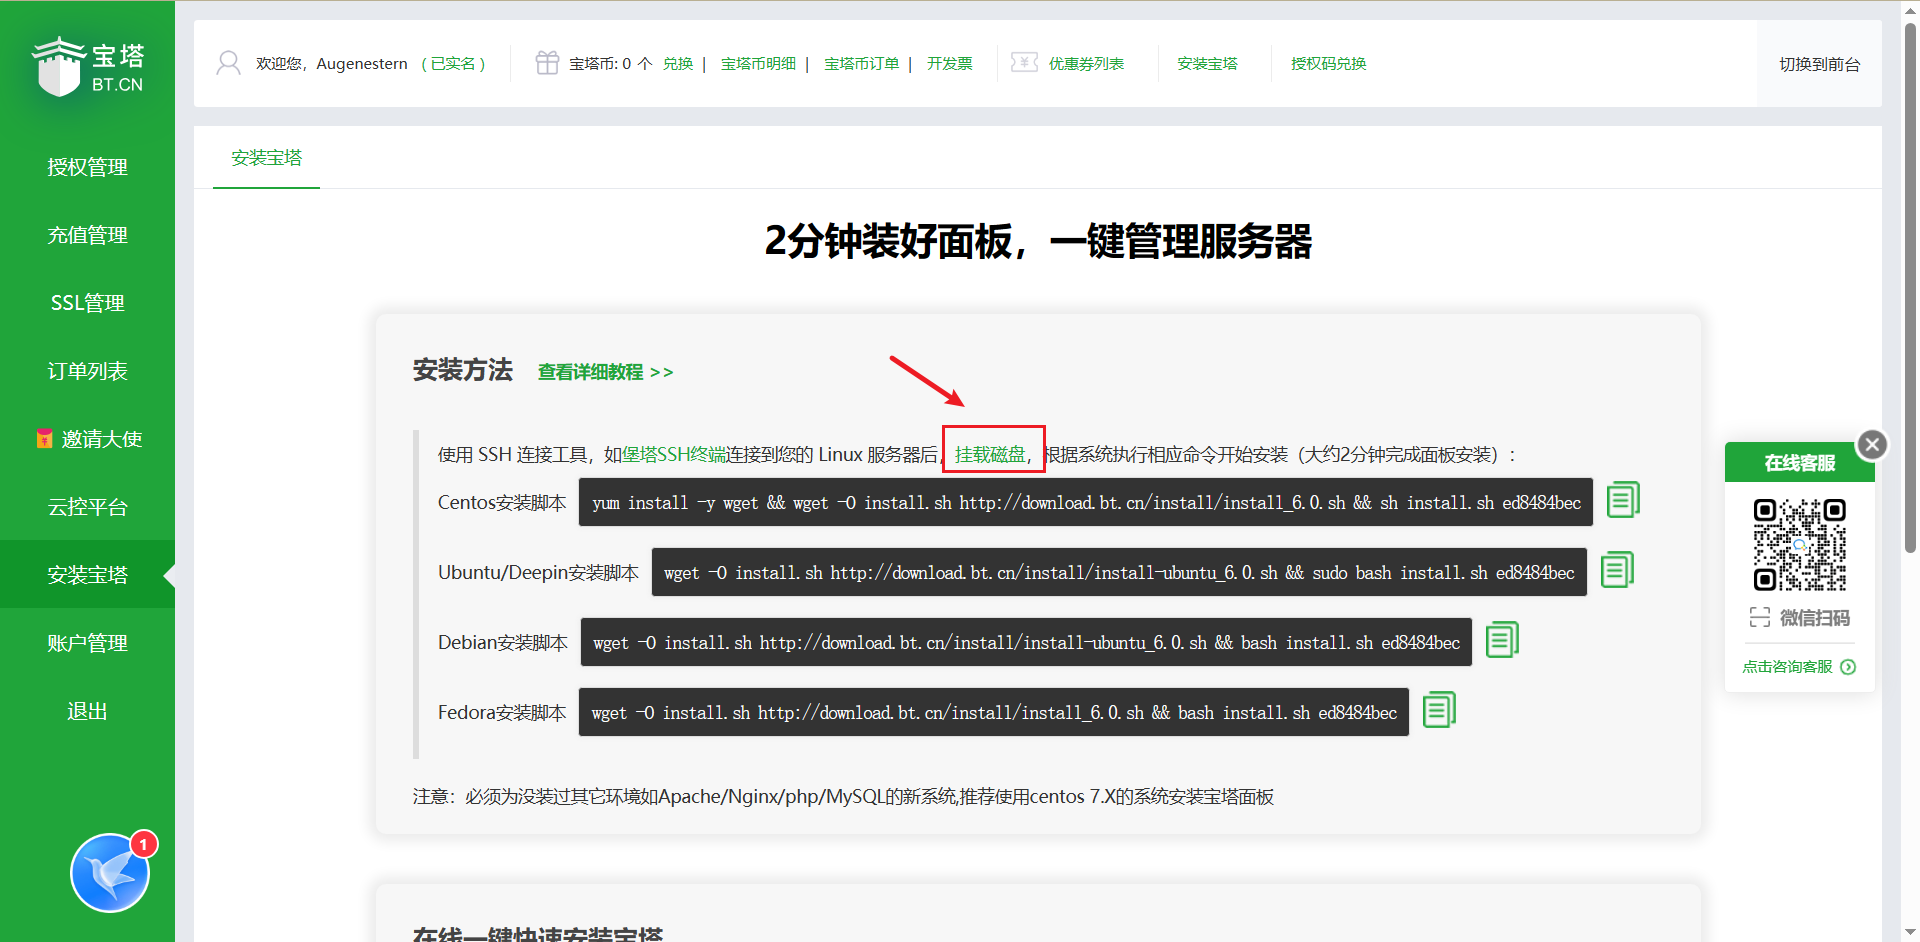 宝塔
BT.CN
欢迎您，Augenestern （已实名）
宝塔币: 0 个 兑换 | 宝塔币明细 | 宝塔币订单 | 开发票
优惠券列表
安装宝塔
授权码兑换
切换到前台
授权管理
充值管理
SSL管理
订单列表
邀请大使
云控平台
安装宝塔
账户管理
退出
1
安装宝塔
2分钟装好面板，一键管理服务器
安装方法 查看详细教程 >>
使用 SSH 连接工具，如堡塔SSH终端连接到您的 Linux 服务器后，挂载磁盘，根据系统执行相应命令开始安装（大约2分钟完成面板安装）：
Centos安装脚本 yum install -y wget && wget -O install.sh http://download.bt.cn/install/install_6.0.sh && sh install.sh ed8484bec
Ubuntu/Deepin安装脚本 wget -O install.sh http://download.bt.cn/install/install-ubuntu_6.0.sh && sudo bash install.sh ed8484bec
Debian安装脚本 wget -O install.sh http://download.bt.cn/install/install-ubuntu_6.0.sh && bash install.sh ed8484bec
Fedora安装脚本 wget -O install.sh http://download.bt.cn/install/install_6.0.sh && bash install.sh ed8484bec
注意：必须为没装过其它环境如Apache/Nginx/php/MySQL的新系统,推荐使用centos 7.X的系统安装宝塔面板
在线一键快速安装宝塔
在线客服
微信扫码
点击咨询客服